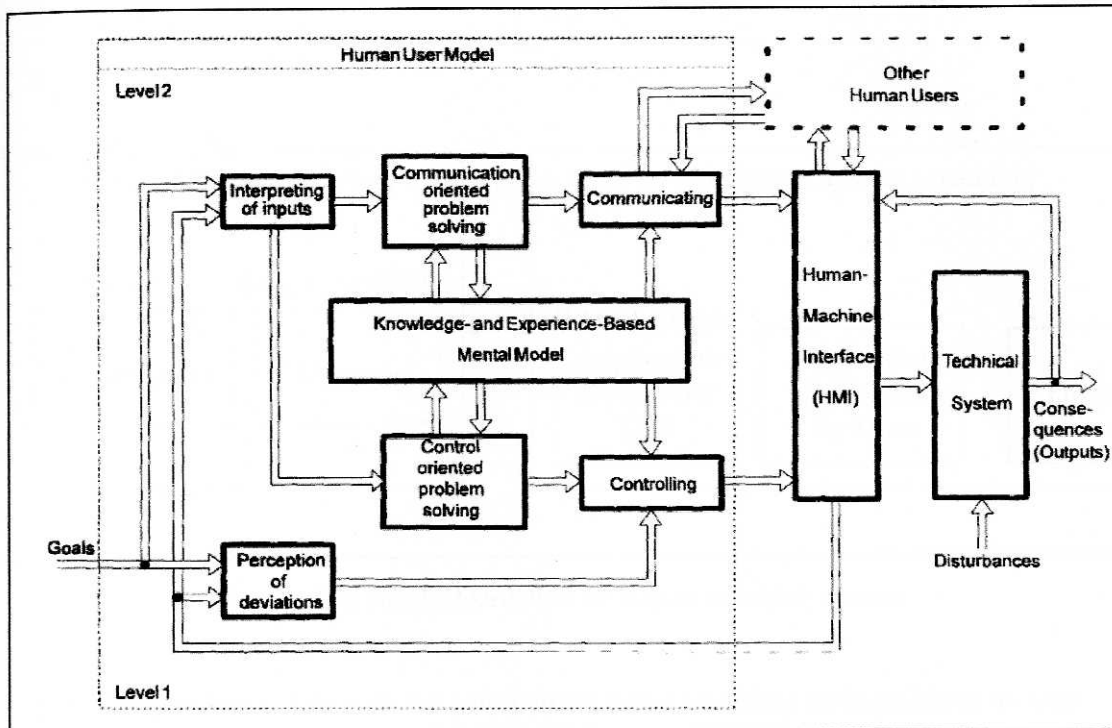 Human User Model
Level 2
Other
Human Users
Interpreting
of inputs
Communication
oriented
problem
solving
Communicating
Human-
Machine
Interface
(HMI)
Knowledge- and Experience-Based
Mental Model
Technical
System
Conse-
quences
(Outputs)
Control
oriented
problem
solving
Controlling
Goals
Perception
of
deviations
Disturbances
Level 1